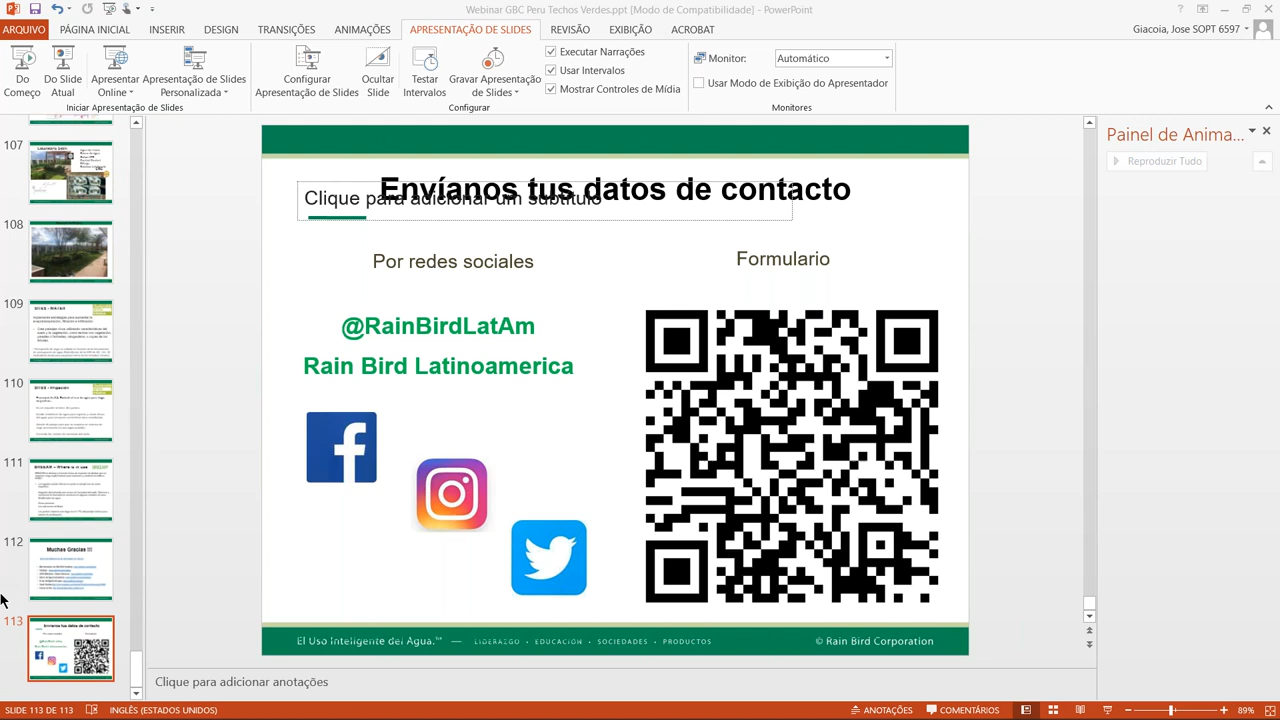 Webinar GBC Peru Techos Verdes.ppt [Modo de Compatibilidade] - PowerPoint
ARQUIVO PÁGINA INICIAL INSERIR DESIGN TRANSIÇÕES ANIMAÇÕES APRESENTAÇÃO DE SLIDES REVISÃO EXIBIÇÃO ACROBAT
Giacoia, Jose SOPT 6597
Do Começo
Do Slide Atual
Apresentar Online
Apresentação de Slides Personalizada
Iniciar Apresentação de Slides
Configurar Apresentação de Slides
Ocultar Slide
Testar Intervalos
Gravar Apresentação de Slides
Executar Narrações
Usar Intervalos
Mostrar Controles de Mídia
Configurar
Monitor: Automático
Usar Modo de Exibição do Apresentador
Monitores
107
108
109
110
111
112
Muchas Gracias !!!
113
Envíanos tus datos de contacto
Clique para adicionar um subtítulo
Por redes sociales
Formulario
@RainBirdLatAm
Rain Bird Latinoamerica
El Uso Inteligente del Agua.™ — LIDERAZGO • EDUCACIÓN • SOCIEDADES • PRODUCTOS
© Rain Bird Corporation
Painel de Anima...
Reproduzir Tudo
Clique para adicionar anotações
SLIDE 113 DE 113 INGLÊS (ESTADOS UNIDOS) ANOTAÇÕES COMENTÁRIOS 89%